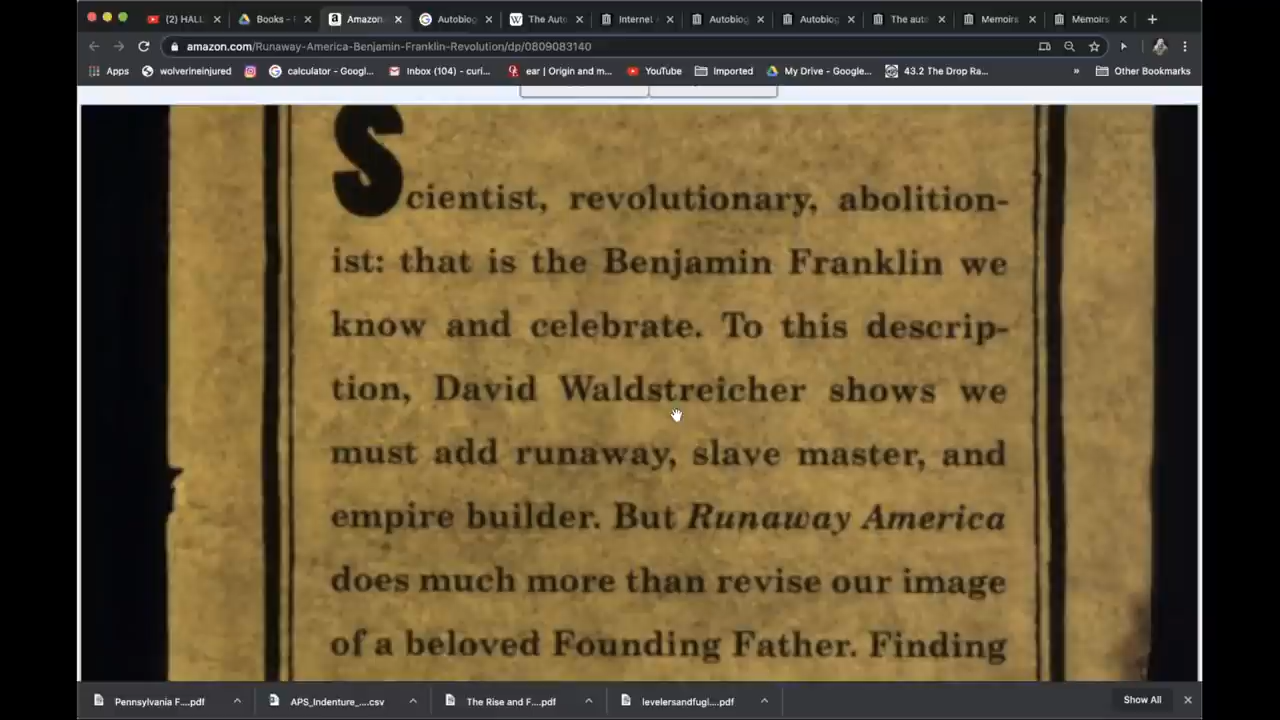 (2) HALL
Books –
Amazon
Autobio
The Auto
Internet
Autobiog
Autobiog
The auto
Memoirs
Memoirs
amazon.com/Runaway-America-Benjamin-Franklin-Revolution/dp/0809083140
Apps
wolverineinjured
calculator - Googl...
Inbox (104) - curi...
ear | Origin and m...
YouTube
Imported
My Drive - Google...
43.2 The Drop Ra...
»
Other Bookmarks
Scientist, revolutionary, abolition-
ist: that is the Benjamin Franklin we
know and celebrate. To this descrip-
tion, David Waldstreicher shows we
must add runaway, slave master, and
empire builder. But Runaway America
does much more than revise our image
of a beloved Founding Father. Finding
Pennsylvania F....pdf
APS_Indenture_....csv
The Rise and F....pdf
levelersandfugi....pdf
Show All